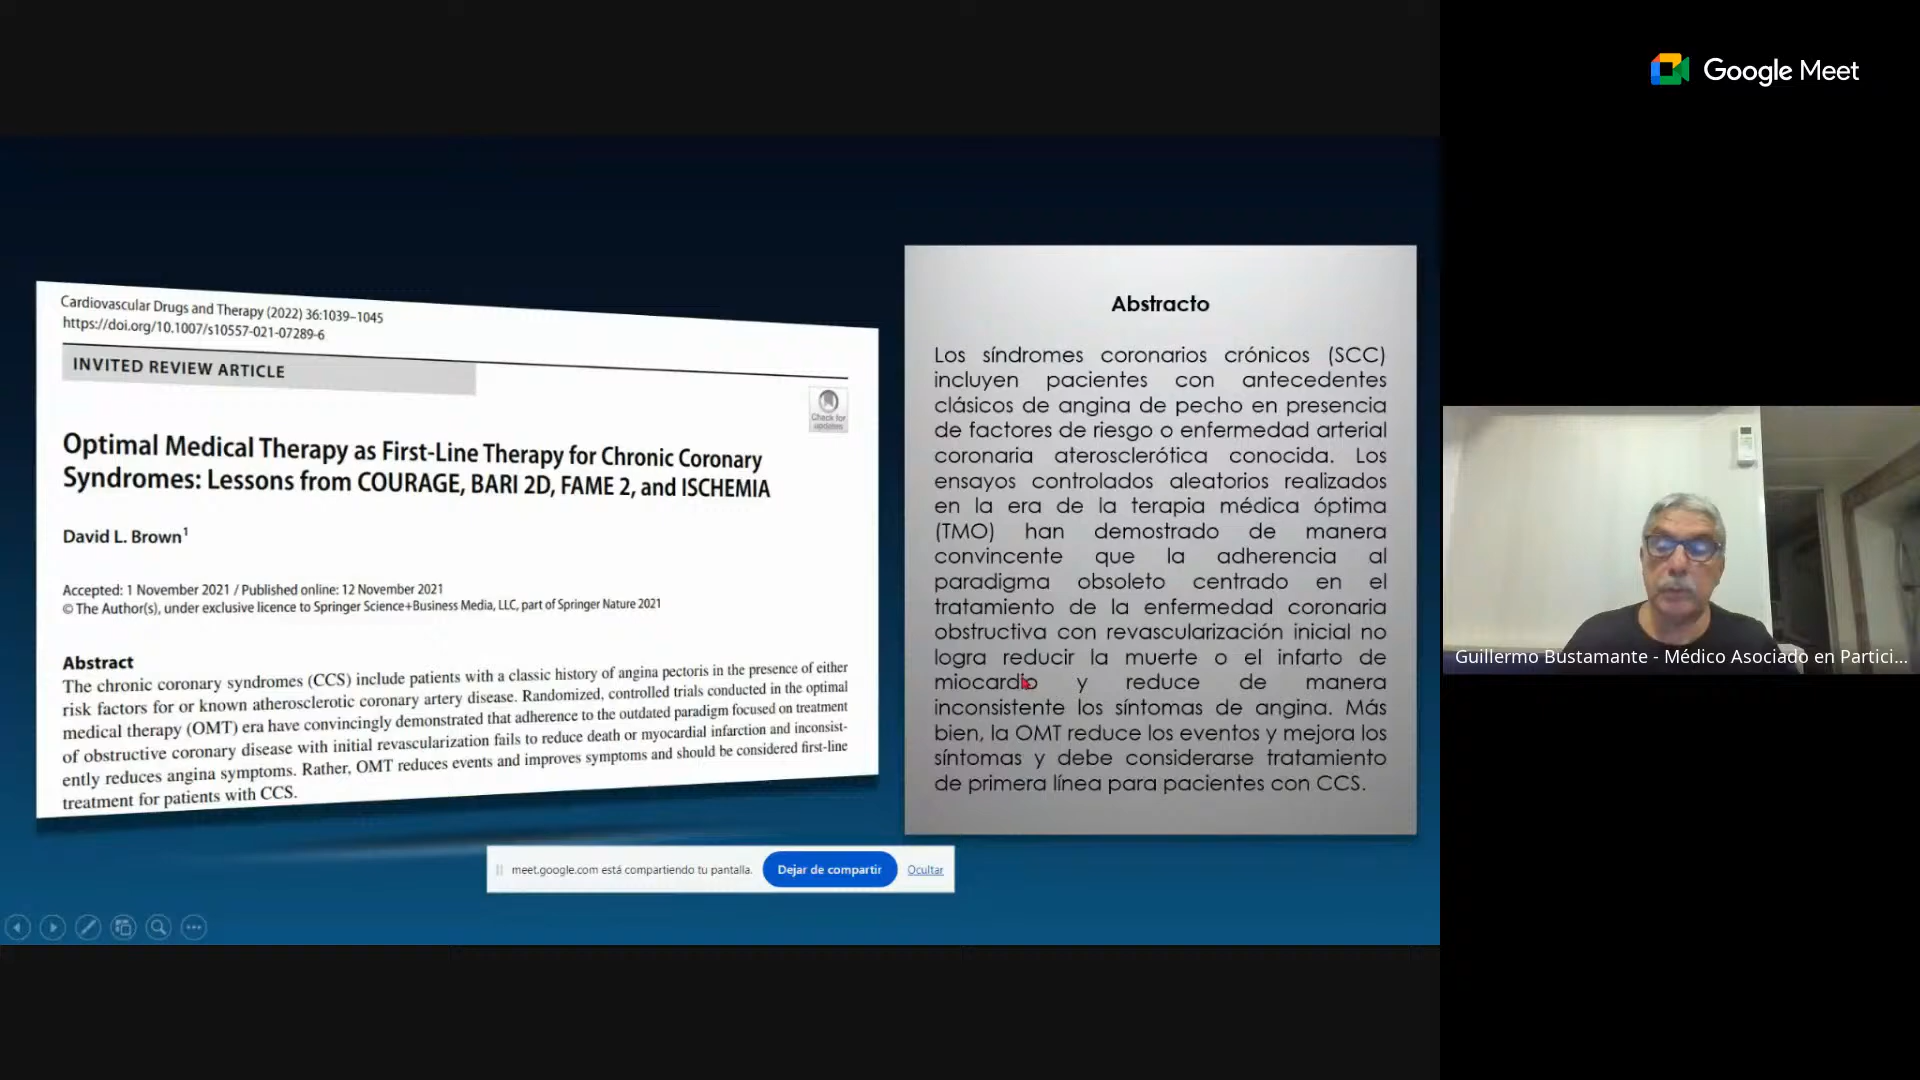 Google Meet
Cardiovascular Drugs and Therapy (2022) 36:1039–1045
https://doi.org/10.1007/s10557-021-07289-6
INVITED REVIEW ARTICLE
Check for
updates
Optimal Medical Therapy as First-Line Therapy for Chronic Coronary
Syndromes: Lessons from COURAGE, BARI 2D, FAME 2, and ISCHEMIA
David L. Brown1
Accepted: 1 November 2021 / Published online: 12 November 2021
© The Author(s), under exclusive licence to Springer Science+Business Media, LLC, part of Springer Nature 2021
Abstract
The chronic coronary syndromes (CCS) include patients with a classic history of angina pectoris in the presence of either
risk factors for or known atherosclerotic coronary artery disease. Randomized, controlled trials conducted in the optimal
medical therapy (OMT) era have convincingly demonstrated that adherence to the outdated paradigm focused on treatment
of obstructive coronary disease with initial revascularization fails to reduce death or myocardial infarction and inconsist-
ently reduces angina symptoms. Rather, OMT reduces events and improves symptoms and should be considered first-line
treatment for patients with CCS.
Abstracto
Los síndromes coronarios crónicos (SCC)
incluyen pacientes con antecedentes
clásicos de angina de pecho en presencia
de factores de riesgo o enfermedad arterial
coronaria aterosclerótica conocida. Los
ensayos controlados aleatorios realizados
en la era de la terapia médica óptima
(TMO) han demostrado de manera
convincente que la adherencia al
paradigma obsoleto centrado en el
tratamiento de la enfermedad coronaria
obstructiva con revascularización inicial no
logra reducir la muerte o el infarto de
miocardio y reduce de manera
inconsistente los síntomas de angina. Más
bien, la OMT reduce los eventos y mejora los
síntomas y debe considerarse tratamiento
de primera línea para pacientes con CCS.
meet.google.com está compartiendo tu pantalla.
Dejar de compartir
Ocultar
Guillermo Bustamante - Médico Asociado en Partici...